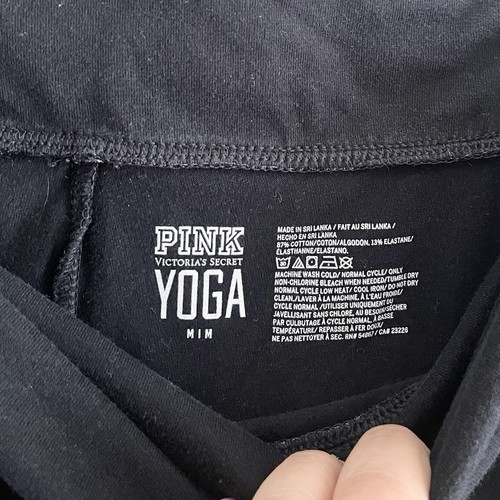 PINK
VICTORIA'S SECRET
YOGA
M | M
MADE IN SRI LANKA / FAIT AU SRI LANKA /
HECHO EN SRI LANKA
87% COTTON/COTON/ALGODÓN. 13% ELASTANE/
ÉLASTHANNE/ELASTANO.
MACHINE WASH COLD/ NORMAL CYCLE/ ONLY
NON-CHLORINE BLEACH WHEN NEEDED/TUMBLE DRY
NORMAL CYCLE LOW HEAT / COOL IRON/ DO NOT DRY
CLEAN./LAVER À LA MACHINE. À L'EAU FROIDE/
CYCLE NORMAL /UTILISER UNIQUEMENT DU
JAVELLISANT SANS CHLORE, AU BESOIN/SÉCHER
PAR CULBUTAGE À CYCLE NORMAL, À BASSE
TEMPÉRATURE/ REPASSER À FER DOUX/
NE PAS NETTOYER À SEC. RN# 54867 / CA# 23226